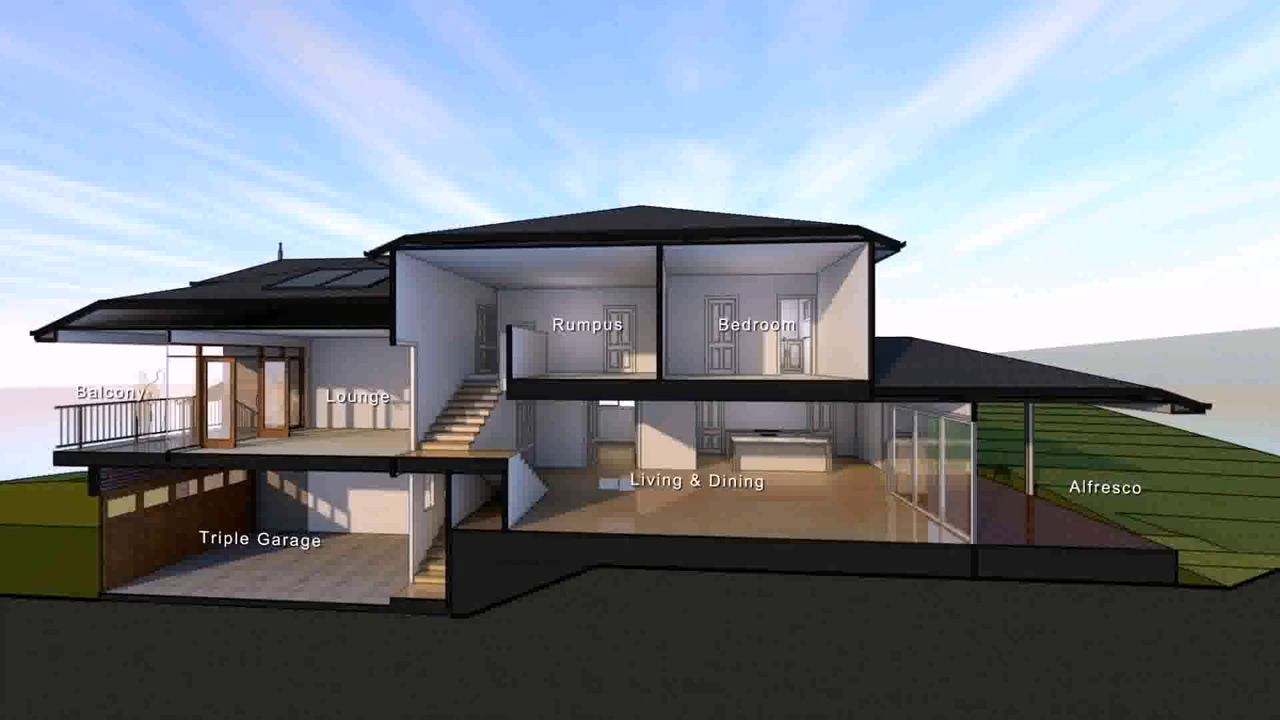 Rumpus
Bedroom
Balcony
Lounge
Living & Dining
Alfresco
Triple Garage